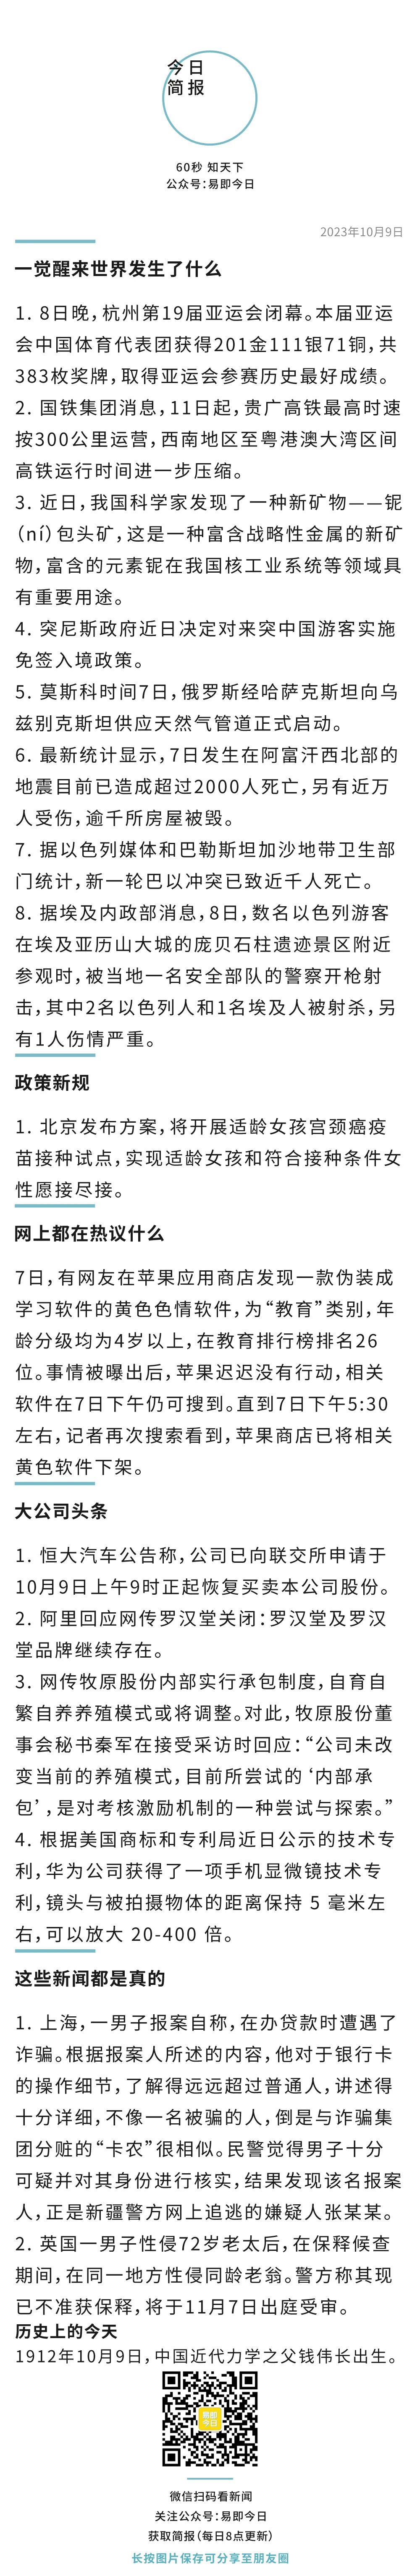 今日
简报
60秒 知天下
公众号：易即今日
2023年10月9日
一觉醒来世界发生了什么
1. 8日晚，杭州第19届亚运会闭幕。本届亚运
会中国体育代表团获得201金111银71铜，共
383枚奖牌，取得亚运会参赛历史最好成绩。
2. 国铁集团消息，11日起，贵广高铁最高时速
按300公里运营，西南地区至粤港澳大湾区间
高铁运行时间进一步压缩。
3. 近日，我国科学家发现了一种新矿物——铌
（ní）包头矿，这是一种富含战略性金属的新矿
物，富含的元素铌在我国核工业系统等领域具
有重要用途。
4. 突尼斯政府近日决定对来突中国游客实施
免签入境政策。
5. 莫斯科时间7日，俄罗斯经哈萨克斯坦向乌
兹别克斯坦供应天然气管道正式启动。
6. 最新统计显示，7日发生在阿富汗西北部的
地震目前已造成超过2000人死亡，另有近万
人受伤，逾千所房屋被毁。
7. 据以色列媒体和巴勒斯坦加沙地带卫生部
门统计，新一轮巴以冲突已致近千人死亡。
8. 据埃及内政部消息，8日，数名以色列游客
在埃及亚历山大城的庞贝石柱遗迹景区附近
参观时，被当地一名安全部队的警察开枪射
击，其中2名以色列人和1名埃及人被射杀，另
有1人伤情严重。
政策新规
1. 北京发布方案，将开展适龄女孩宫颈癌疫
苗接种试点，实现适龄女孩和符合接种条件女
性愿接尽接。
网上都在热议什么
7日，有网友在苹果应用商店发现一款伪装成
学习软件的黄色色情软件，为“教育”类别，年
龄分级均为4岁以上，在教育排行榜排名26
位。事情被曝出后，苹果迟迟没有行动，相关
软件在7日下午仍可搜到。直到7日下午5:30
左右，记者再次搜索看到，苹果商店已将相关
黄色软件下架。
大公司头条
1. 恒大汽车公告称，公司已向联交所申请于
10月9日上午9时正起恢复买卖本公司股份。
2. 阿里回应网传罗汉堂关闭：罗汉堂及罗汉
堂品牌继续存在。
3. 网传牧原股份内部实行承包制度，自育自
繁自养养殖模式或将调整。对此，牧原股份董
事会秘书秦军在接受采访时回应：“公司未改
变当前的养殖模式，目前所尝试的‘内部承
包’，是对考核激励机制的一种尝试与探索。”
4. 根据美国商标和专利局近日公示的技术专
利，华为公司获得了一项手机显微镜技术专
利，镜头与被拍摄物体的距离保持 5 毫米左
右，可以放大 20-400 倍。
这些新闻都是真的
1. 上海，一男子报案自称，在办贷款时遭遇了
诈骗。根据报案人所述的内容，他对于银行卡
的操作细节，了解得远远超过普通人，讲述得
十分详细，不像一名被骗的人，倒是与诈骗集
团分赃的“卡农”很相似。民警觉得男子十分
可疑并对其身份进行核实，结果发现该名报案
人，正是新疆警方网上追逃的嫌疑人张某某。
2. 英国一男子性侵72岁老太后，在保释候查
期间，在同一地方性侵同龄老翁。警方称其现
已不准获保释，将于11月7日出庭受审。
历史上的今天
1912年10月9日，中国近代力学之父钱伟长出生。
易即
今日
微信扫码看新闻
关注公众号：易即今日
获取简报（每日8点更新）
长按图片保存可分享至朋友圈